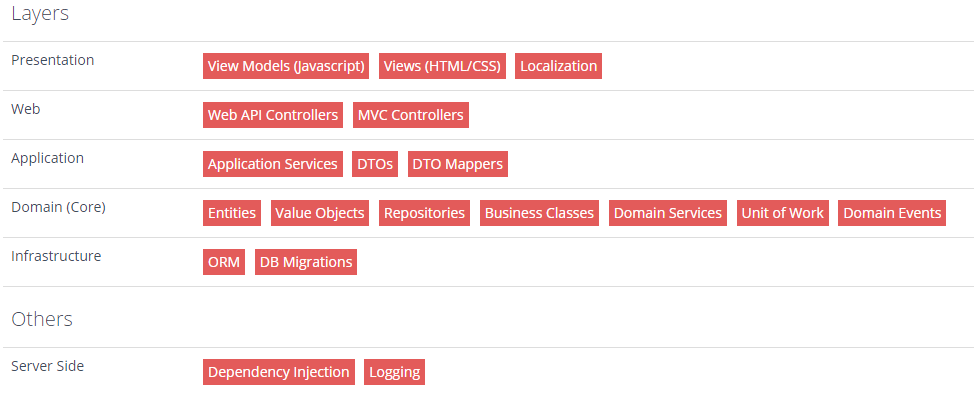 Layers
Presentation View Models (Javascript) Views (HTML/CSS) Localization
Web Web API Controllers MVC Controllers
Application Application Services DTOs DTO Mappers
Domain (Core) Entities Value Objects Repositories Business Classes Domain Services Unit of Work Domain Events
Infrastructure ORM DB Migrations
Others
Server Side Dependency Injection Logging